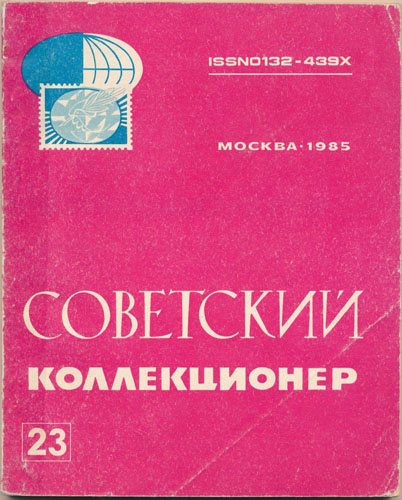 ISSN0132-439X
МОСКВА·1985
СОВЕТСКИЙ
КОЛЛЕКЦИОНЕР
23